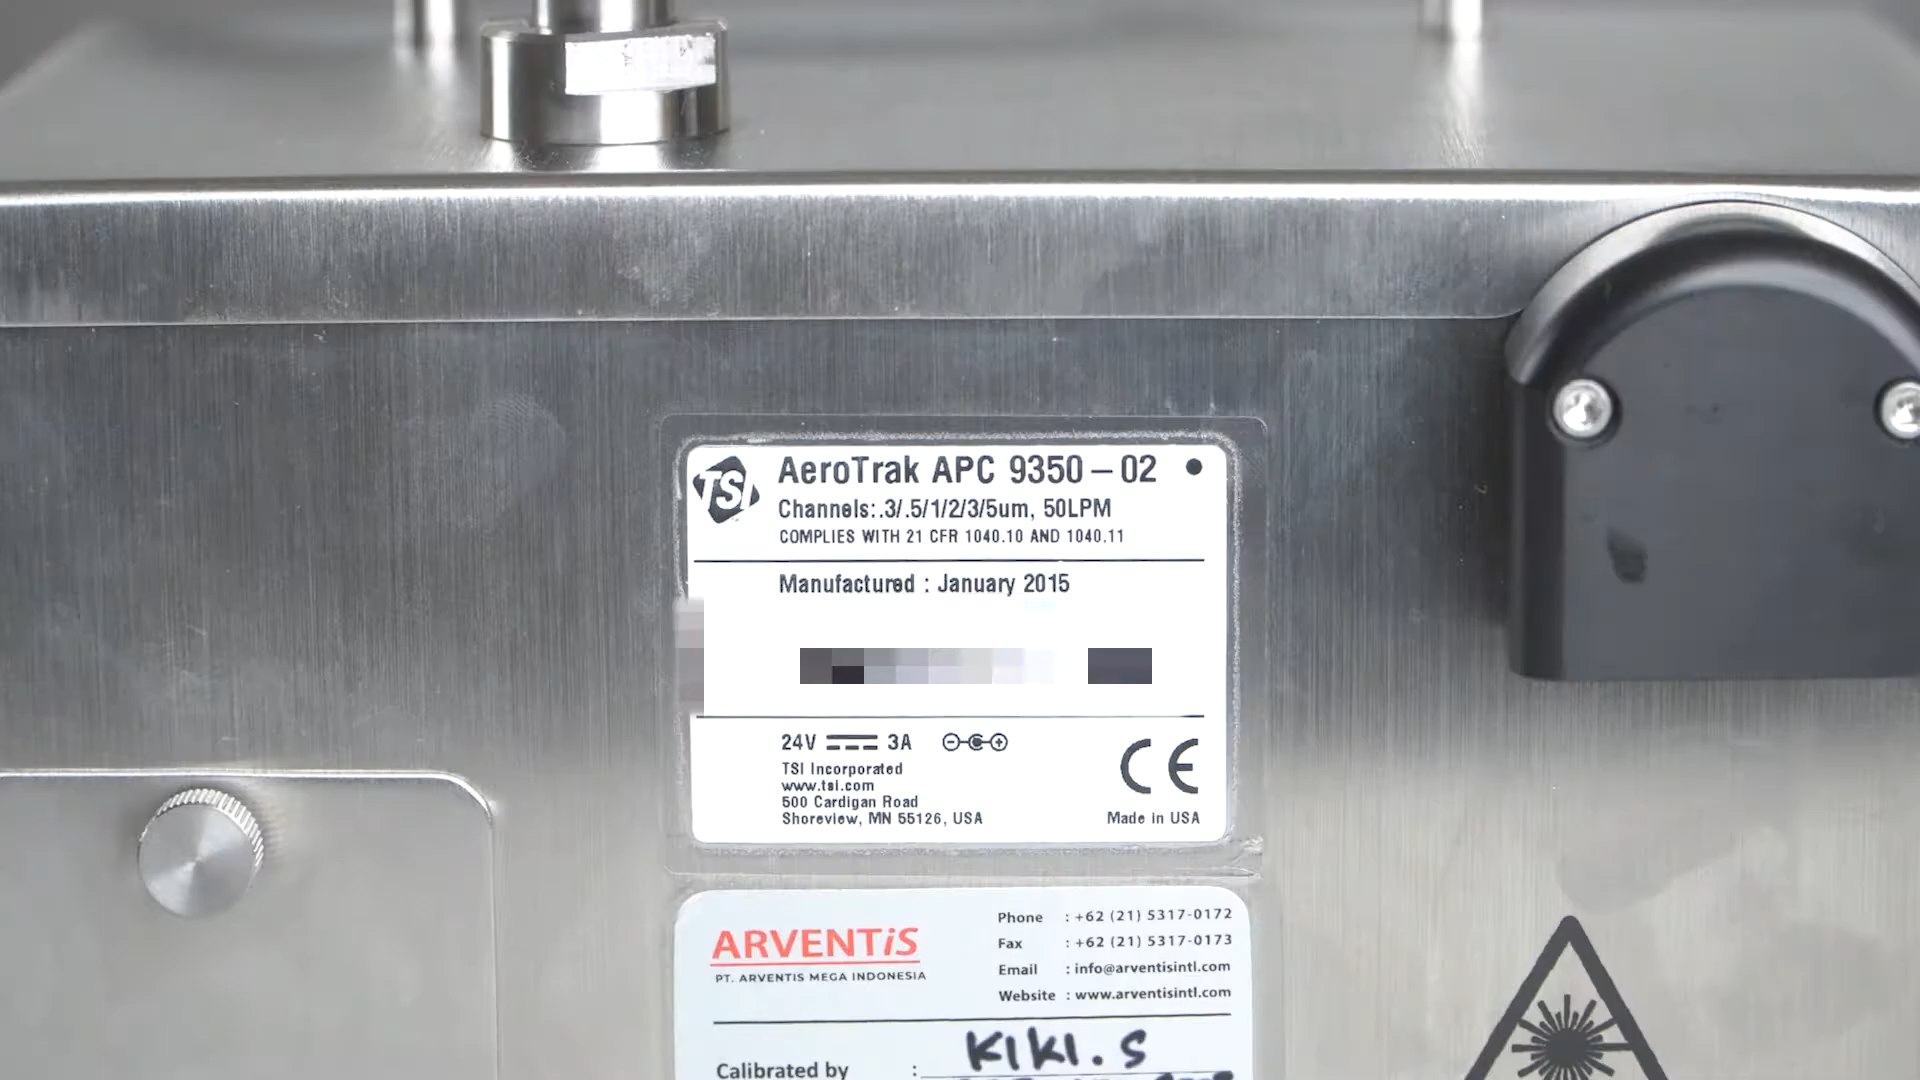 TSI
AeroTrak APC 9350 – 02
Channels: .3/.5/1/2/3/5um, 50LPM
COMPLIES WITH 21 CFR 1040.10 AND 1040.11
Manufactured : January 2015
24V 3A
TSI Incorporated
www.tsi.com
500 Cardigan Road
Shoreview, MN 55126, USA
CE
Made in USA
ARVENTiS
PT. ARVENTIS MEGA INDONESIA
Phone : +62 (21) 5317-0172
Fax : +62 (21) 5317-0173
Email : info@arventisintl.com
Website : www.arventisintl.com
Calibrated by : KIKI. S